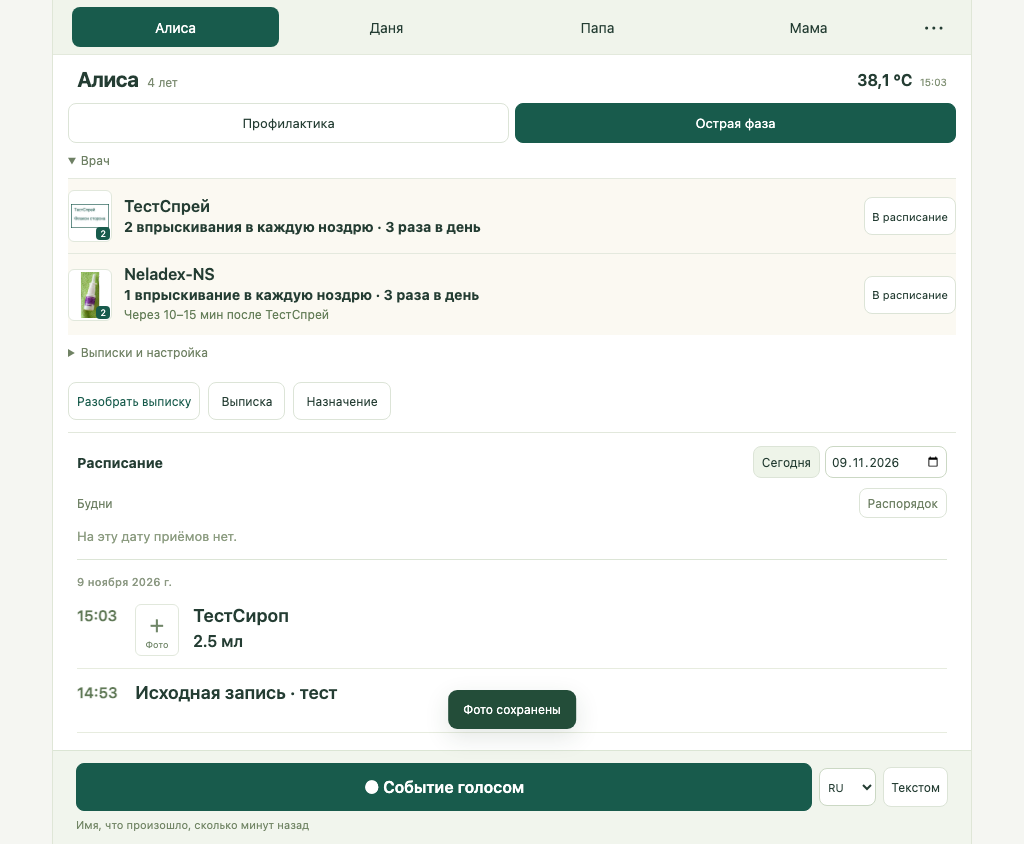 Алиса
Даня
Папа
Мама
Алиса 4 лет
38,1 °C 15:03
Профилактика
Острая фаза
Врач
ТестСпрей
2 впрыскивания в каждую ноздрю · 3 раза в день
В расписание
ТестСпрей
2
Neladex-NS
1 впрыскивание в каждую ноздрю · 3 раза в день
Через 10–15 мин после ТестСпрей
В расписание
2
Выписки и настройка
Разобрать выписку
Выписка
Назначение
Расписание
Сегодня
09.11.2026
Будни
Распорядок
На эту дату приёмов нет.
9 ноября 2026 г.
15:03
+
Фото
ТестСироп
2.5 мл
14:53
Исходная запись · тест
Фото сохранены
Событие голосом
RU
Текстом
Имя, что произошло, сколько минут назад